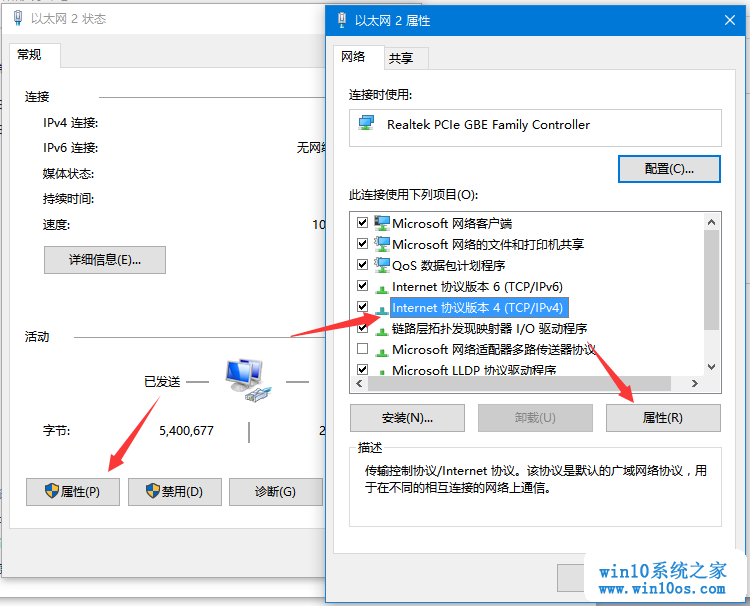 以太网 2 状态
常规
连接
IPv4 连接:
IPv6 连接:
无网络
媒体状态:
持续时间:
速度:
10
详细信息(E)...
活动
已发送
字节:
5,400,677
2
属性(P)
禁用(D)
诊断(G)
以太网 2 属性
网络
共享
连接时使用:
Realtek PCIe GBE Family Controller
配置(C)...
此连接使用下列项目(O):
Microsoft 网络客户端
Microsoft 网络的文件和打印机共享
QoS 数据包计划程序
Internet 协议版本 6 (TCP/IPv6)
Internet 协议版本 4 (TCP/IPv4)
链路层拓扑发现映射器 I/O 驱动程序
Microsoft 网络适配器多路传送器协议
Microsoft LLDP 协议驱动程序
安装(N)...
卸载(U)
属性(R)
描述
传输控制协议/Internet 协议。该协议是默认的广域网络协议，用
于在不同的相互连接的网络上通信。
win10系统之家
www.win10os.com